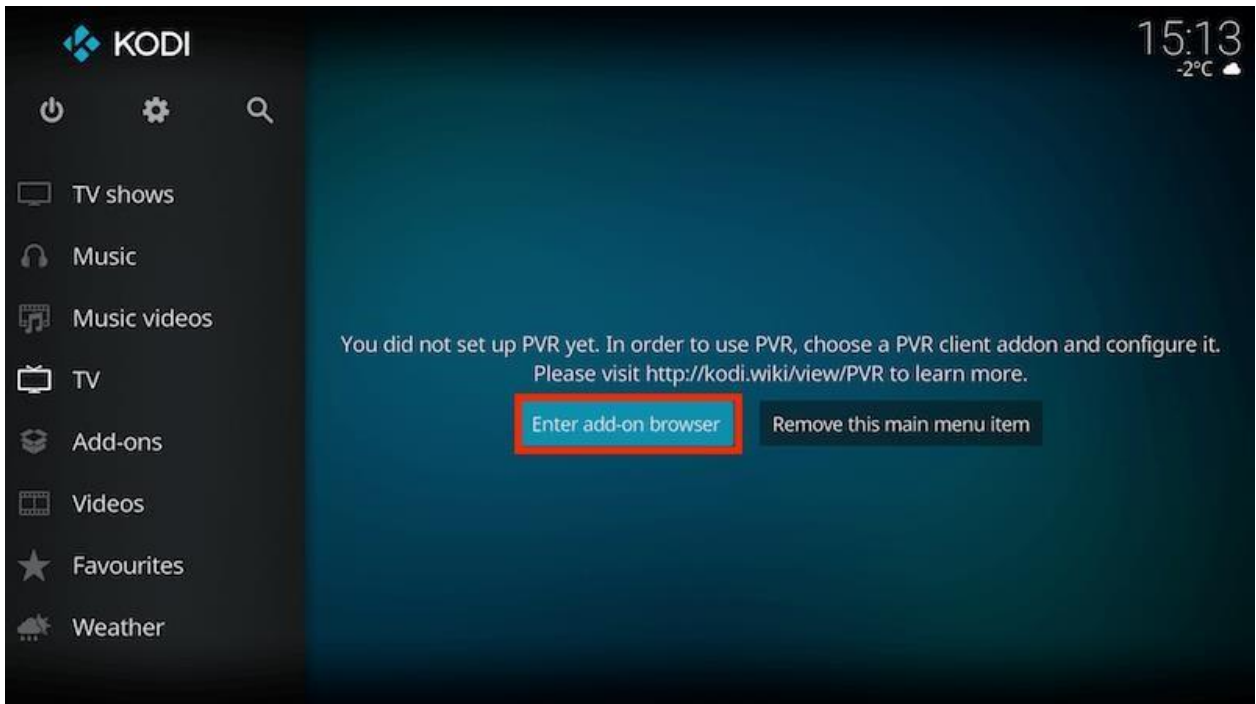 KODI
15:13
-2°C
TV shows
Music
Music videos
TV
Add-ons
Videos
Favourites
Weather
You did not set up PVR yet. In order to use PVR, choose a PVR client addon and configure it.
Please visit http://kodi.wiki/view/PVR to learn more.
Enter add-on browser
Remove this main menu item